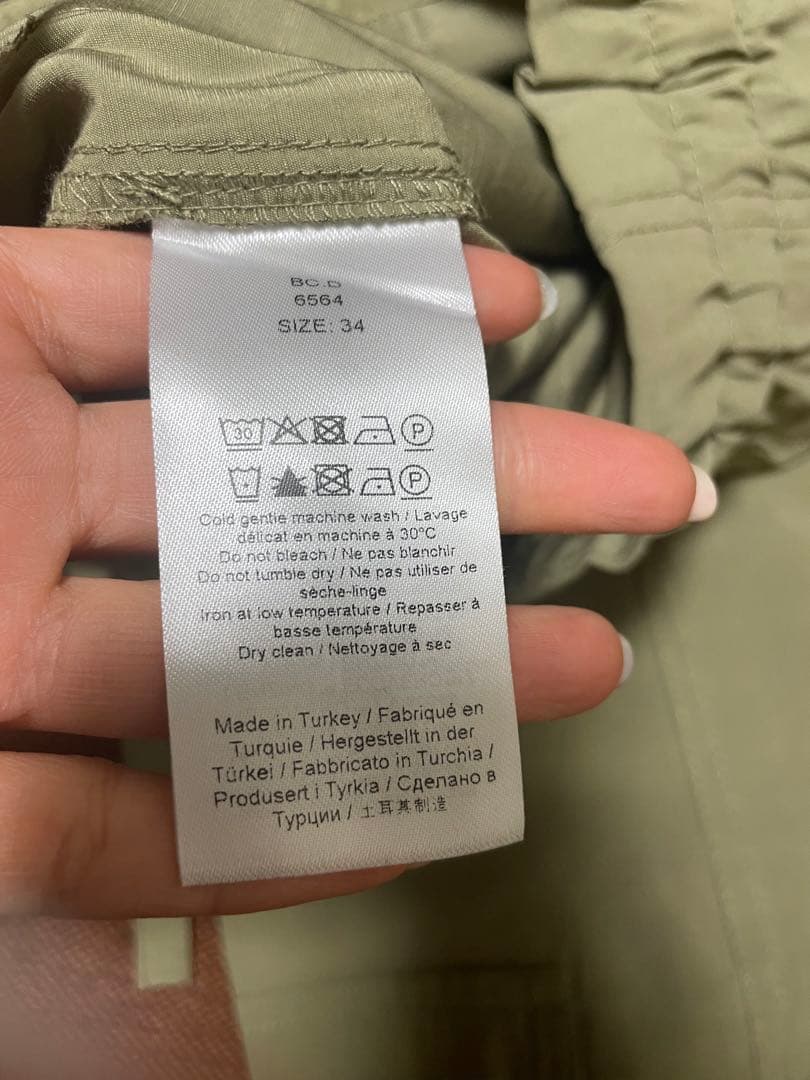 BC.D
6564
SIZE: 34
30 P
P
Cold gentle machine wash / Lavage
délicat en machine à 30°C
Do not bleach / Ne pas blanchir
Do not tumble dry / Ne pas utiliser de
sèche-linge
Iron at low temperature / Repasser à
basse température
Dry clean / Nettoyage à sec
Made in Turkey / Fabriqué en
Turquie / Hergestellt in der
Türkei / Fabbricato in Turchia /
Produsert i Tyrkia / Сделано в
Турции / 土耳其制造